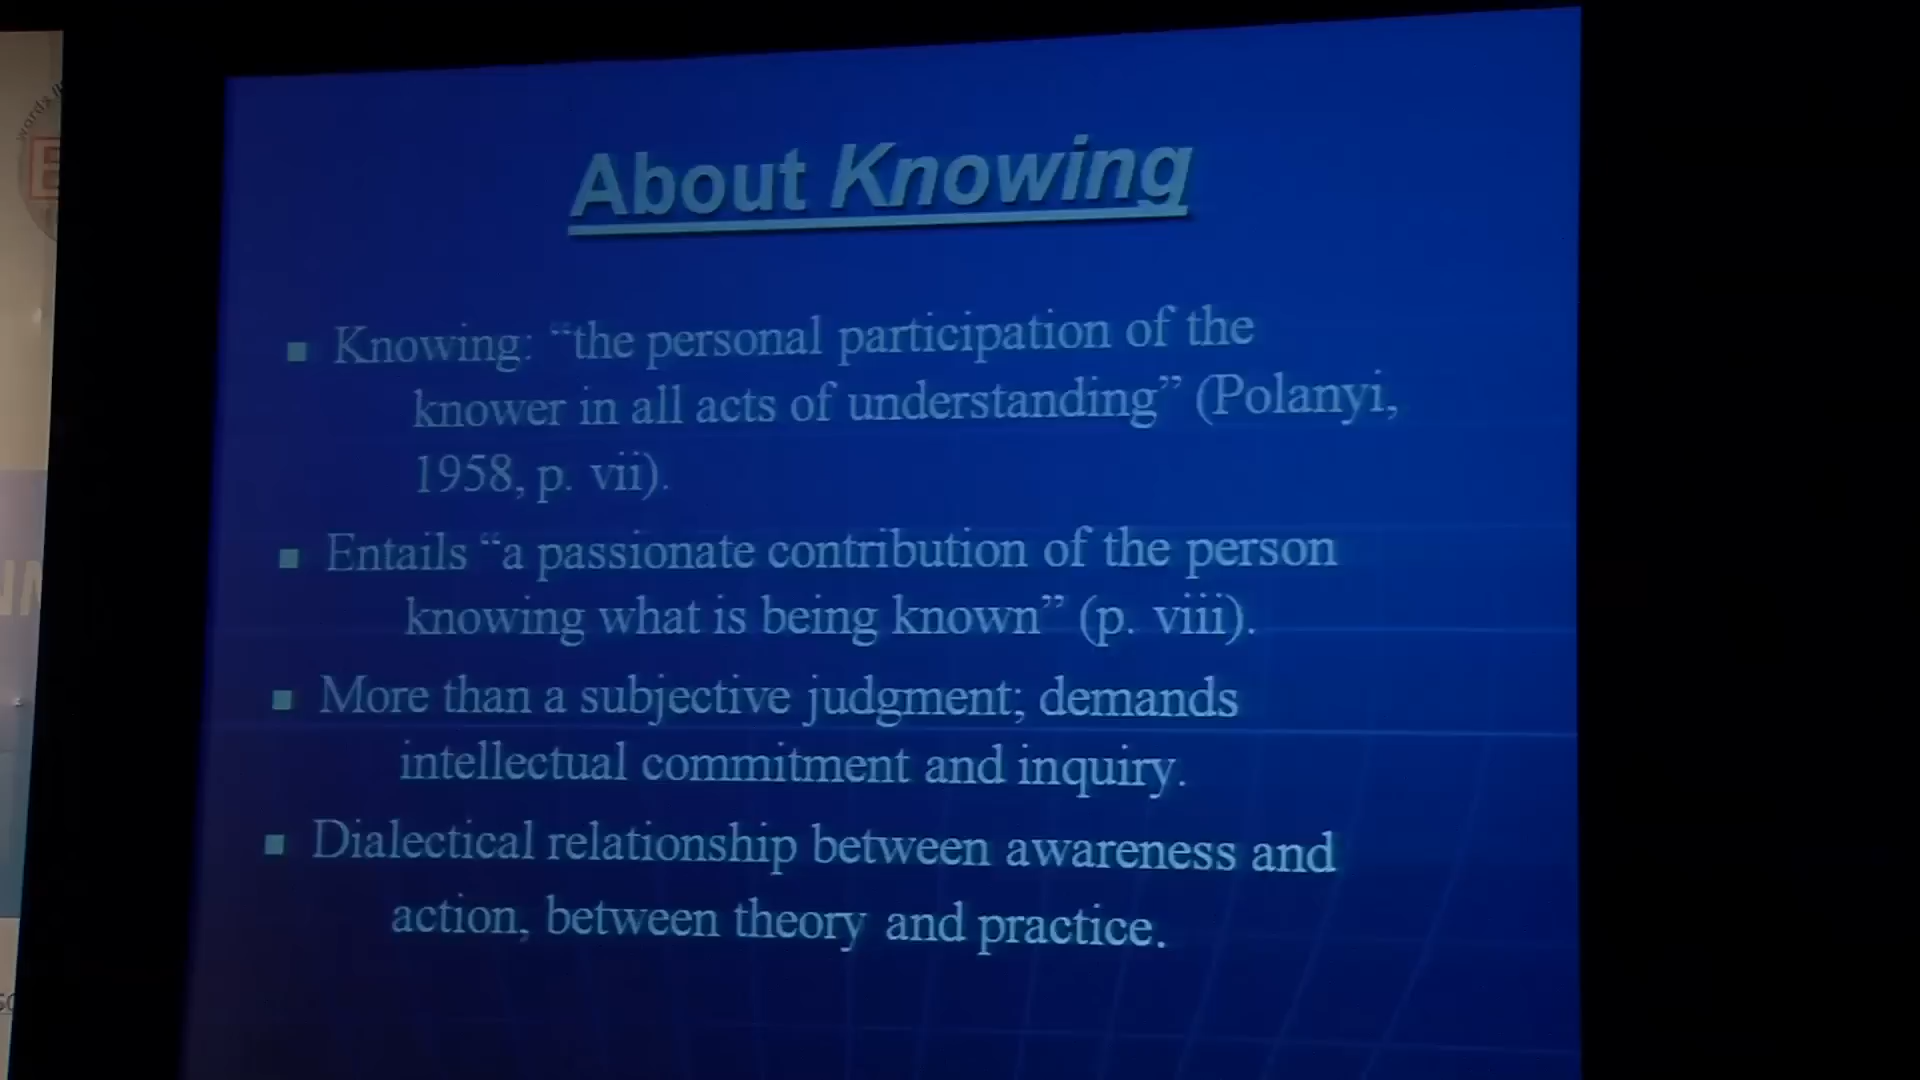 words
E
About Knowing
■ Knowing: “the personal participation of the
knower in all acts of understanding” (Polanyi,
1958, p. vii).
■ Entails “a passionate contribution of the person
knowing what is being known” (p. viii).
■ More than a subjective judgment; demands
intellectual commitment and inquiry.
■ Dialectical relationship between awareness and
action, between theory and practice.